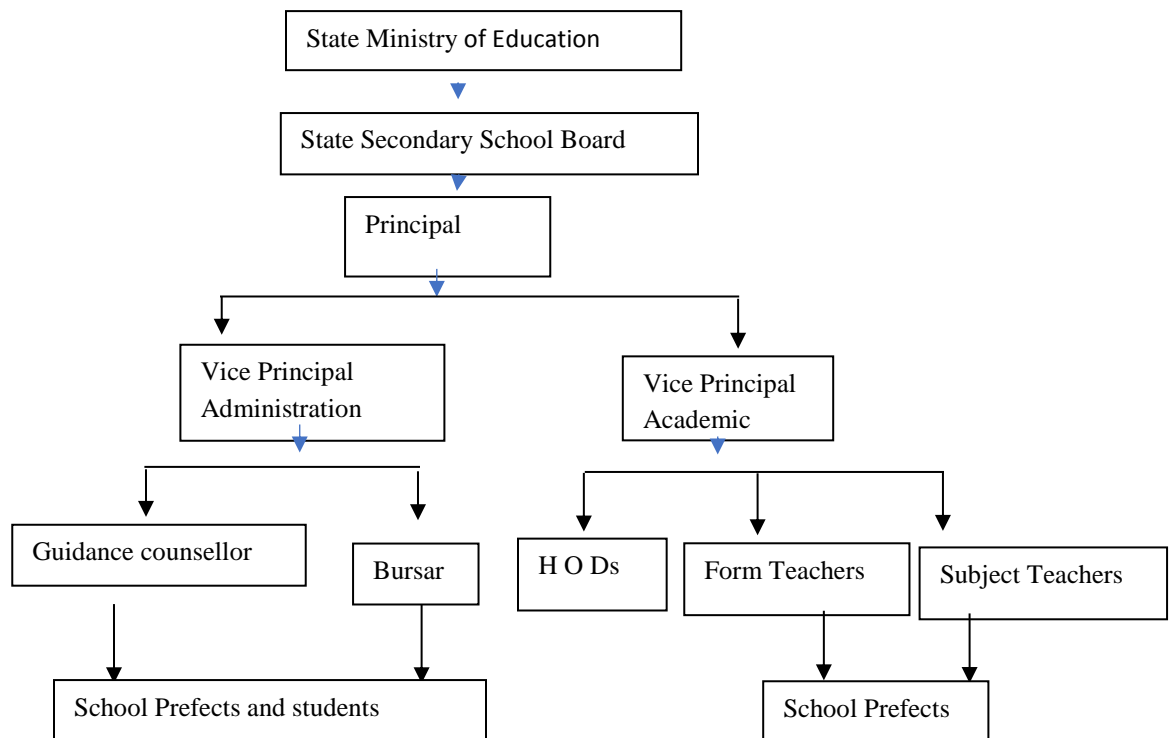 State Ministry of Education
State Secondary School Board
Principal
Vice Principal
Administration
Vice Principal
Academic
Guidance counsellor
Bursar
H O Ds
Form Teachers
Subject Teachers
School Prefects and students
School Prefects